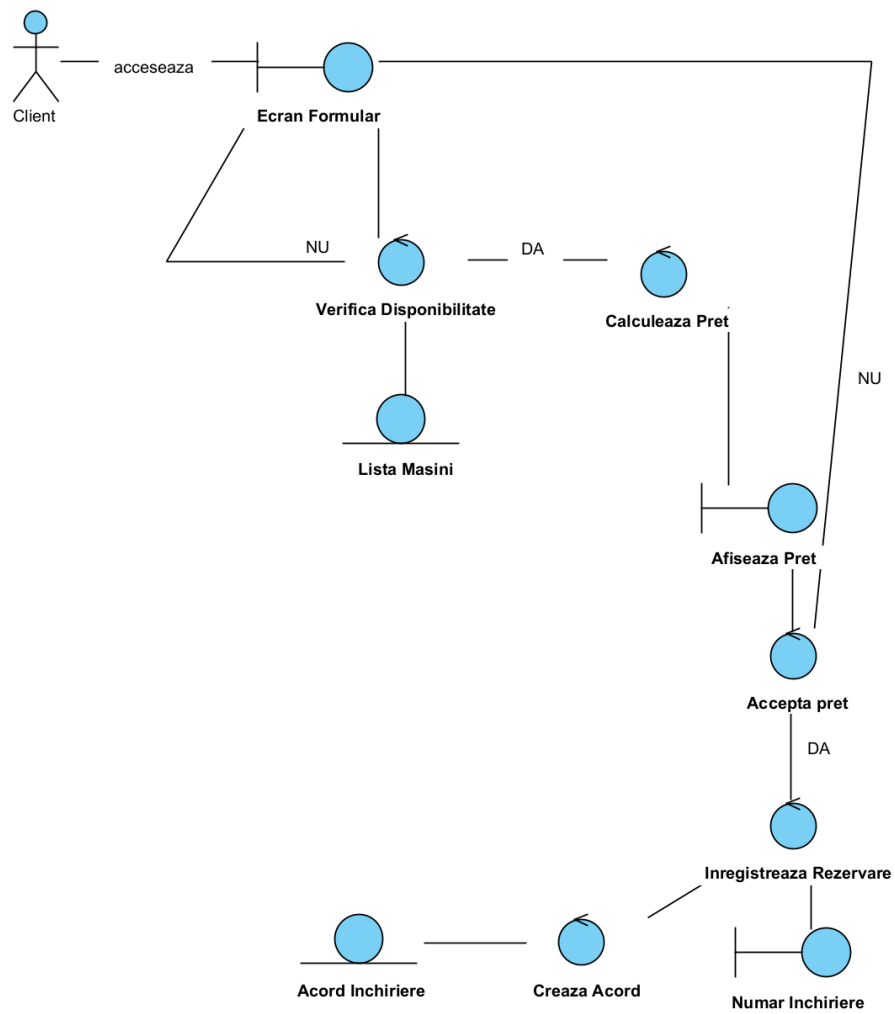 acceseaza
Client
Ecran Formular
NU
DA
Verifica Disponibilitate
Calculeaza Pret
NU
Lista Masini
Afiseaza Pret
Accepta pret
DA
Inregistreaza Rezervare
Acord Inchiriere
Creaza Acord
Numar Inchiriere